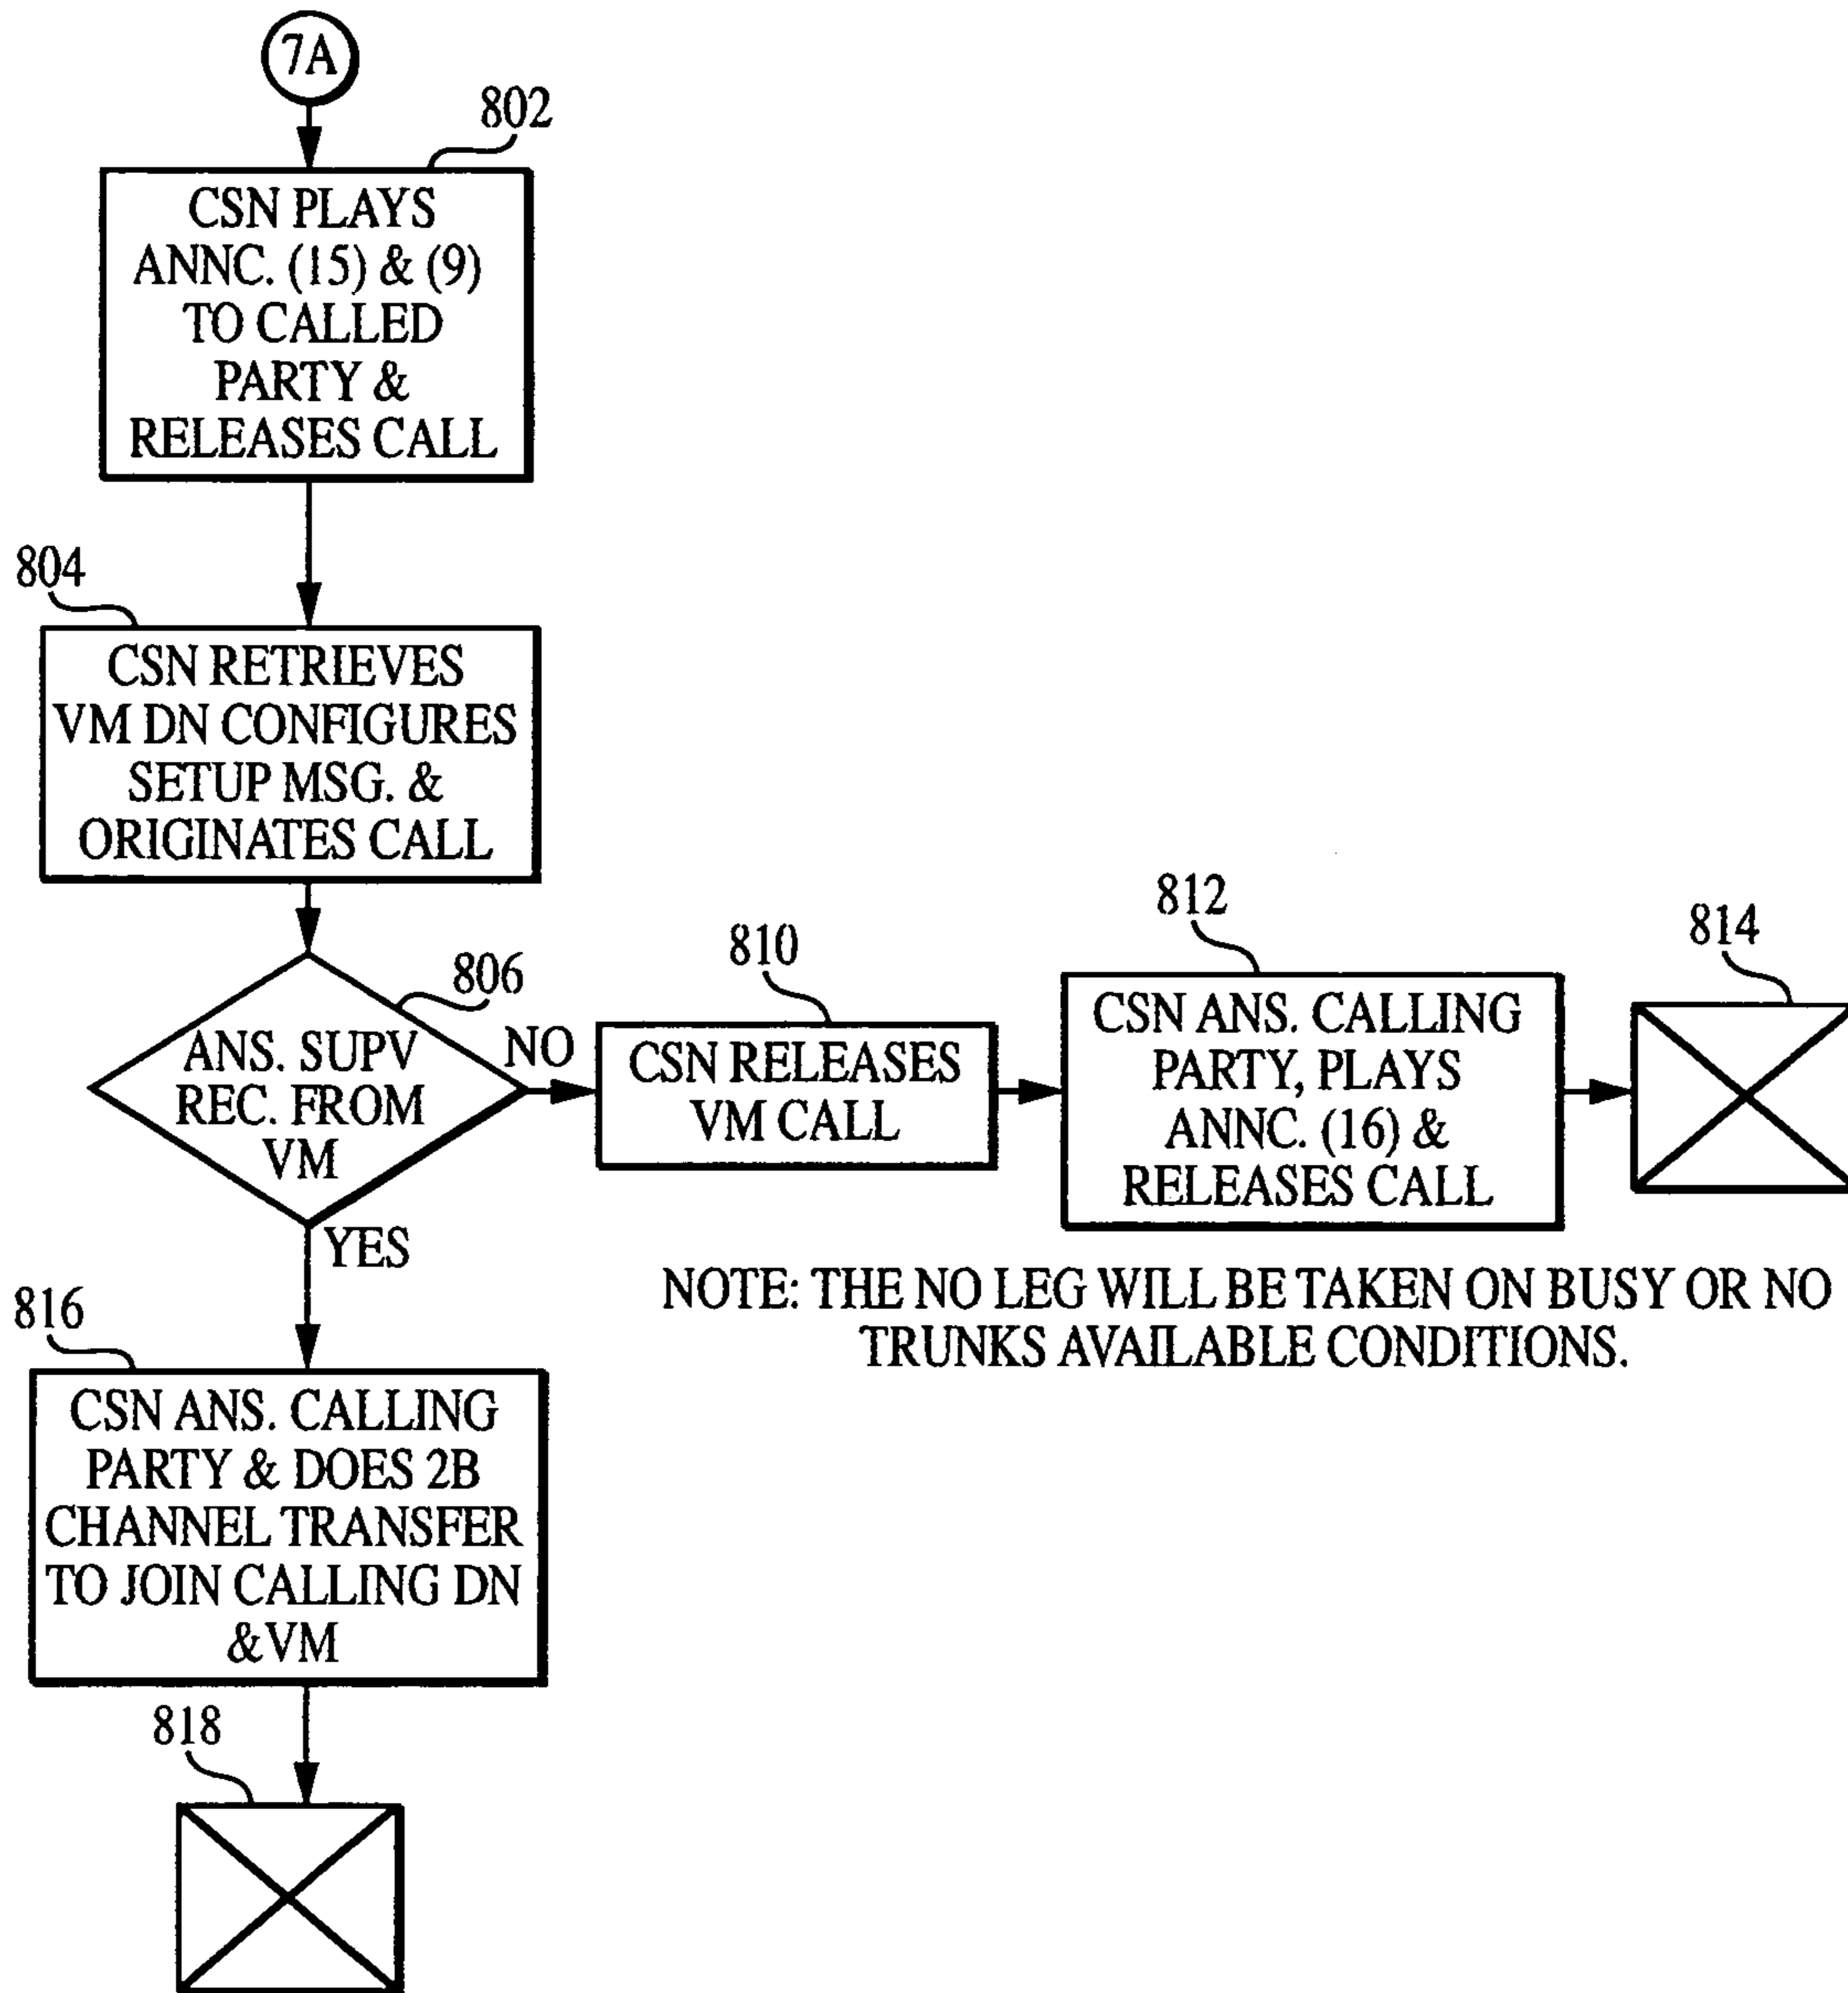 7A
802
CSN PLAYS
ANNC. (15) & (9)
TO CALLED
PARTY &
RELEASES CALL
804
CSN RETRIEVES
VM DN CONFIGURES
SETUP MSG. &
ORIGINATES CALL
806
ANS. SUPV
REC. FROM
VM
NO
YES
810
CSN RELEASES
VM CALL
812
CSN ANS. CALLING
PARTY, PLAYS
ANNC. (16) &
RELEASES CALL
814
NOTE: THE NO LEG WILL BE TAKEN ON BUSY OR NO
TRUNKS AVAILABLE CONDITIONS.
816
CSN ANS. CALLING
PARTY & DOES 2B
CHANNEL TRANSFER
TO JOIN CALLING DN
&VM
818